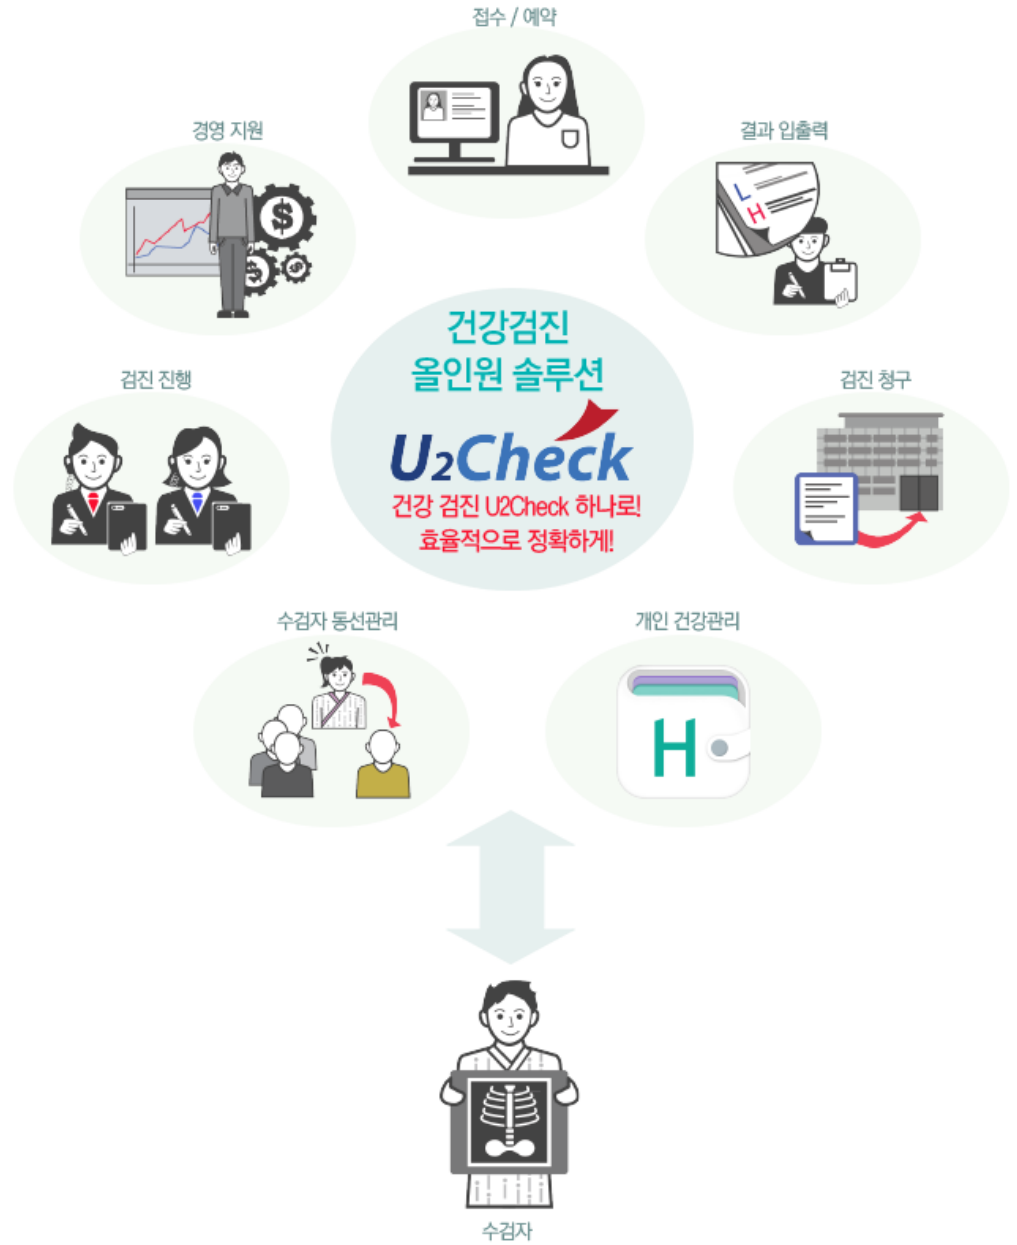 접수 / 예약
경영 지원
결과 입출력
L
H
$
$
$
건강검진
올인원 솔루션
U2Check
건강 검진 U2Check 하나로!
효율적으로 정확하게!
검진 진행
검진 청구
수검자 동선관리
개인 건강관리
H
수검자